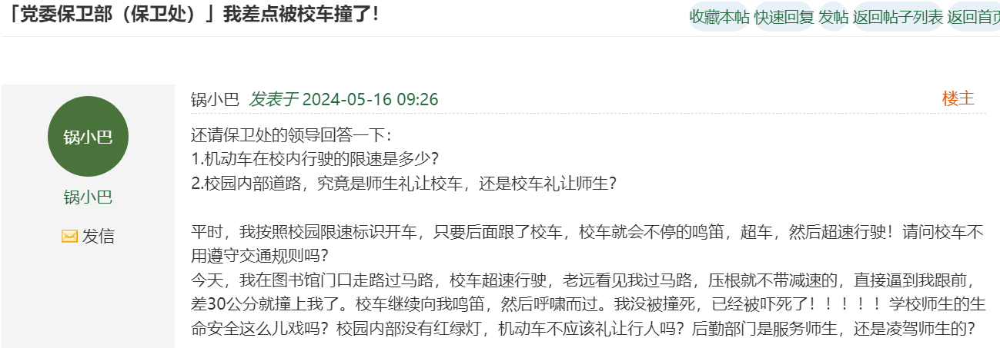 「党委保卫部（保卫处）」我差点被校车撞了！
收藏本帖 快速回复 发帖 返回帖子列表 返回首页
锅小巴 发表于 2024-05-16 09:26 楼主
锅小巴
锅小巴
发信
还请保卫处的领导回答一下：
1.机动车在校内行驶的限速是多少？
2.校园内部道路，究竟是师生礼让校车，还是校车礼让师生？
平时，我按照校园限速标识开车，只要后面跟了校车，校车就会不停的鸣笛，超车，然后超速行驶！请问校车不
用遵守交通规则吗？
今天，我在图书馆门口走路过马路，校车超速行驶，老远看见我过马路，压根就不带减速的，直接逼到我跟前，
差30公分就撞上我了。校车继续向我鸣笛，然后呼啸而过。我没被撞死，已经被吓死了！！！！！学校师生的生
命安全这么儿戏吗？校园内部没有红绿灯，机动车不应该礼让行人吗？后勤部门是服务师生，还是凌驾师生的？